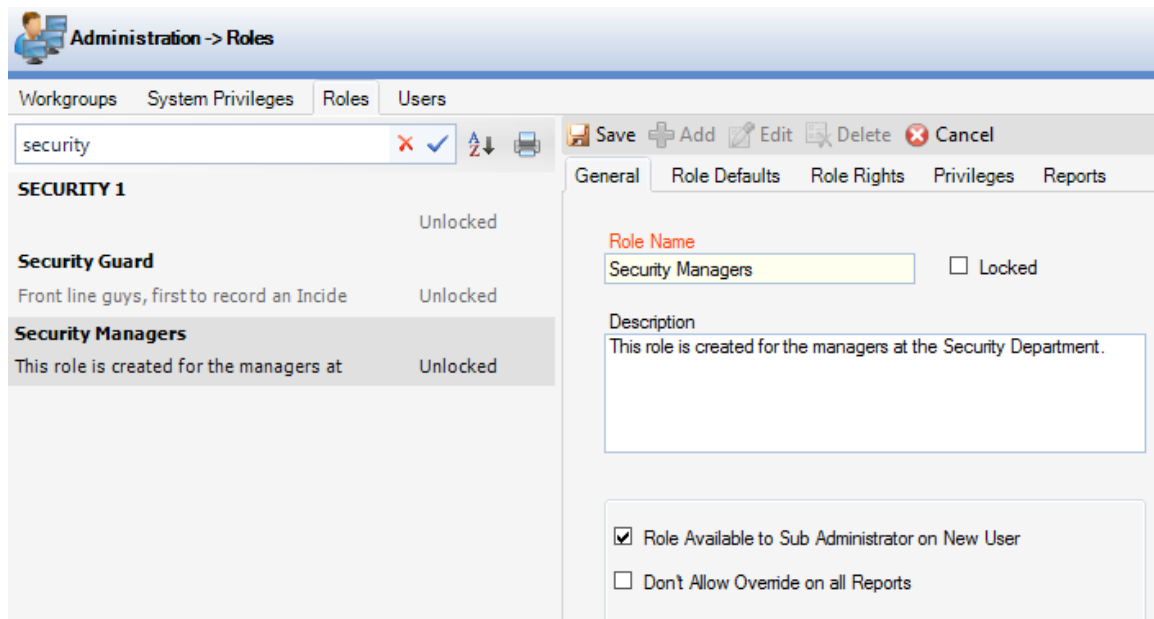 Administration -> Roles
Workgroups System Privileges Roles Users
security
Save Add Edit Delete Cancel
General Role Defaults Role Rights Privileges Reports
SECURITY 1
Unlocked
Security Guard
Front line guys, first to record an Incide Unlocked
Security Managers
This role is created for the managers at Unlocked
Role Name
Security Managers Locked
Description
This role is created for the managers at the Security Department.
Role Available to Sub Administrator on New User
Don't Allow Override on all Reports